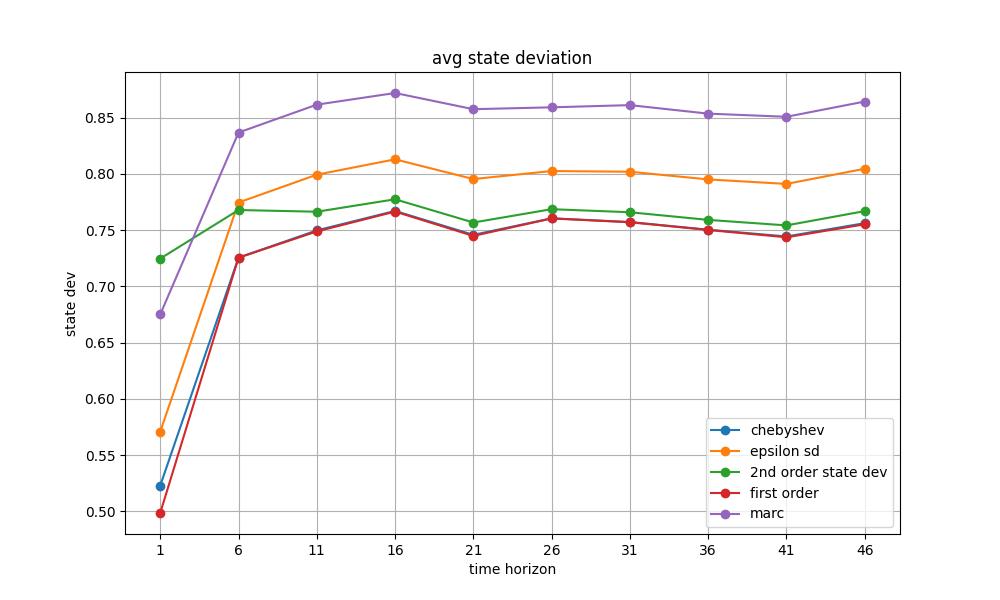 avg state deviation
state dev
0.85
0.80
0.75
0.70
0.65
0.60
0.55
0.50
1 6 11 16 21 26 31 36 41 46
time horizon
chebyshev
epsilon sd
2nd order state dev
first order
marc